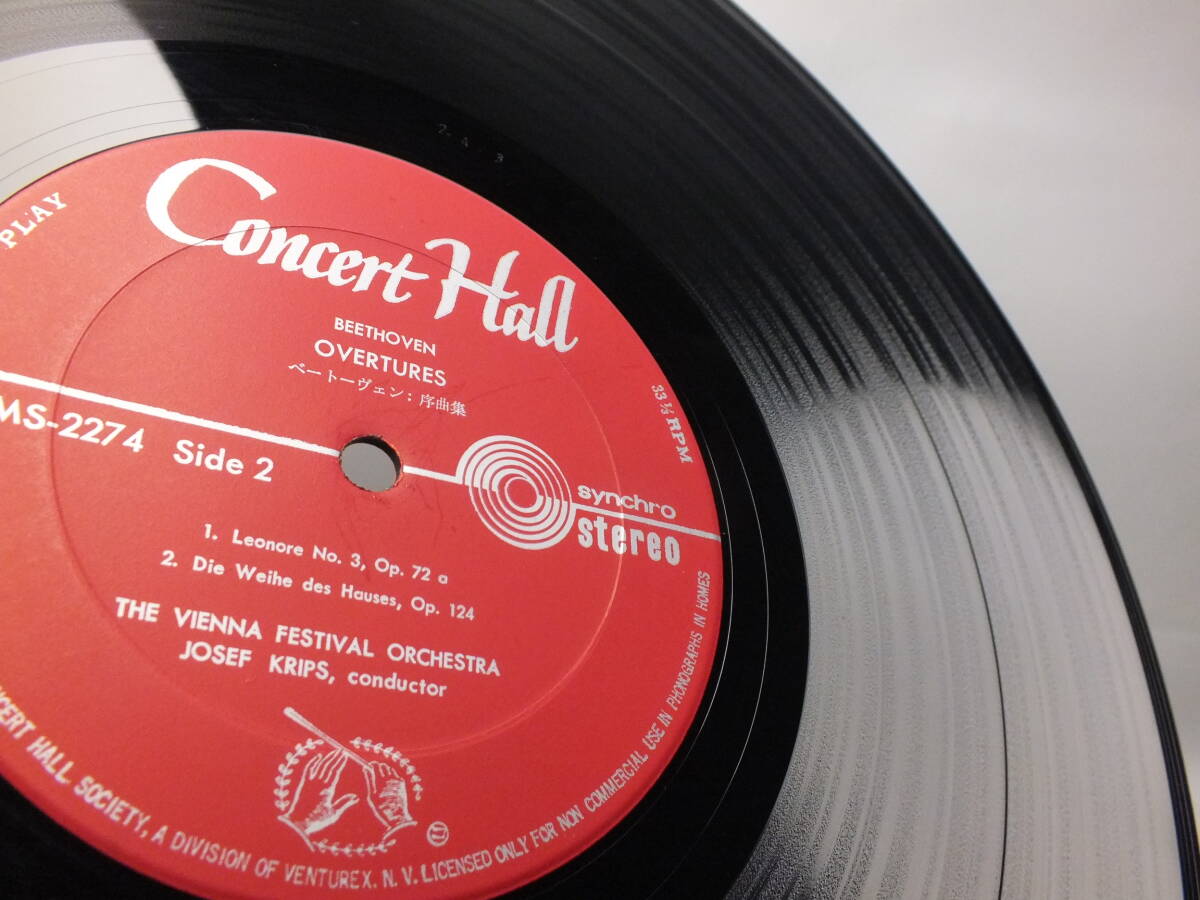 PLAY
Concert Hall
BEETHOVEN
OVERTURES
ベートーヴェン：序曲集
33⅓ RPM
MS-2274 Side 2
synchro
stereo
1. Leonore No. 3, Op. 72 a
2. Die Weihe des Hauses, Op. 124
THE VIENNA FESTIVAL ORCHESTRA
JOSEF KRIPS, conductor
HALL SOCIETY, A DIVISION OF VENTUREX. N. V. LICENSED ONLY FOR NON COMMERCIAL USE IN PHONOGRAPHS IN HOMES